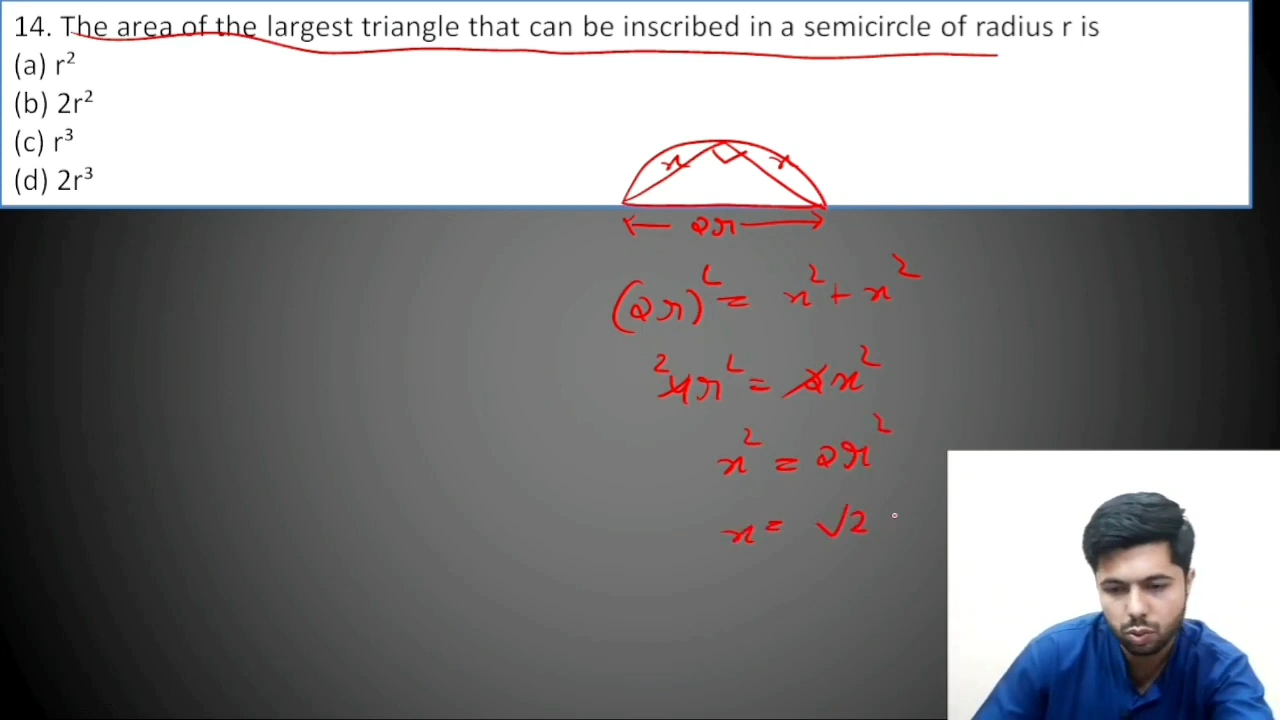 14. The area of the largest triangle that can be inscribed in a semicircle of radius r is
(a) r²
(b) 2r²
(c) r³
(d) 2r³
x x
2r
(2r)² = x² + x²
²4r² = 2x²
x² = 2r²
x = √2